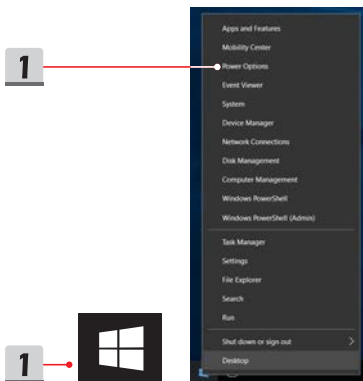 Apps and Features
Mobility Center
1
Power Options
Event Viewer
System
Device Manager
Network Connections
Disk Management
Computer Management
Windows PowerShell
Windows PowerShell (Admin)
Task Manager
Settings
File Explorer
Search
Run
Shut down or sign out
1
Desktop